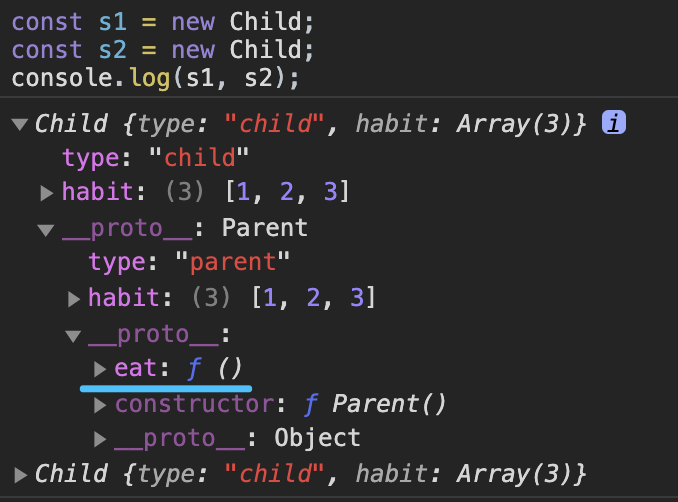 const s1 = new Child;
const s2 = new Child;
console.log(s1, s2);
▼Child {type: "child", habit: Array(3)} i
type: "child"
▶habit: (3) [1, 2, 3]
▼__proto__: Parent
type: "parent"
▶habit: (3) [1, 2, 3]
▼__proto__:
▶eat: ƒ ()
▶constructor: ƒ Parent()
▶__proto__: Object
▶Child {type: "child", habit: Array(3)}